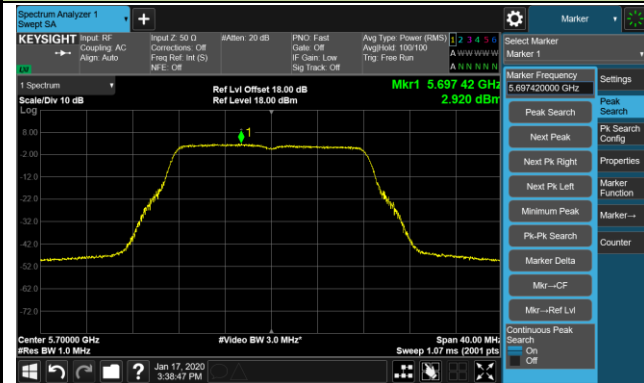 Spectrum Analyzer 1
Swept SA
Marker
KEYSIGHT
Input: RF
Coupling: AC
Align: Auto
Input Z: 50 Ω
Corrections: Off
Freq Ref: Int (S)
NFE: Off
#Atten: 20 dB
PNO: Fast
Gate: Off
IF Gain: Low
Sig Track: Off
Avg Type: Power (RMS)
Avg|Hold: 100/100
Trig: Free Run
1 2 3 4 5 6
A W W W W W
A N N N N N
Select Marker
Marker 1
1 Spectrum
Scale/Div 10 dB
Log
Ref Lvl Offset 18.00 dB
Ref Level 18.00 dBm
Mkr1 5.697 42 GHz
2.920 dBm
8.00
-2.00
-12.0
-22.0
-32.0
-42.0
-52.0
-62.0
-72.0
1
Center 5.70000 GHz
#Res BW 1.0 MHz
#Video BW 3.0 MHz*
Span 40.00 MHz
Sweep 1.07 ms (2001 pts)
Jan 17, 2020
3:38:47 PM
Marker Frequency
5.697420000 GHz
Peak Search
Next Peak
Next Pk Right
Next Pk Left
Minimum Peak
Pk-Pk Search
Marker Delta
Mkr→CF
Mkr→Ref Lvl
Continuous Peak
Search
On
Off
Settings
Peak
Search
Pk Search
Config
Properties
Marker
Function
Marker→
Counter